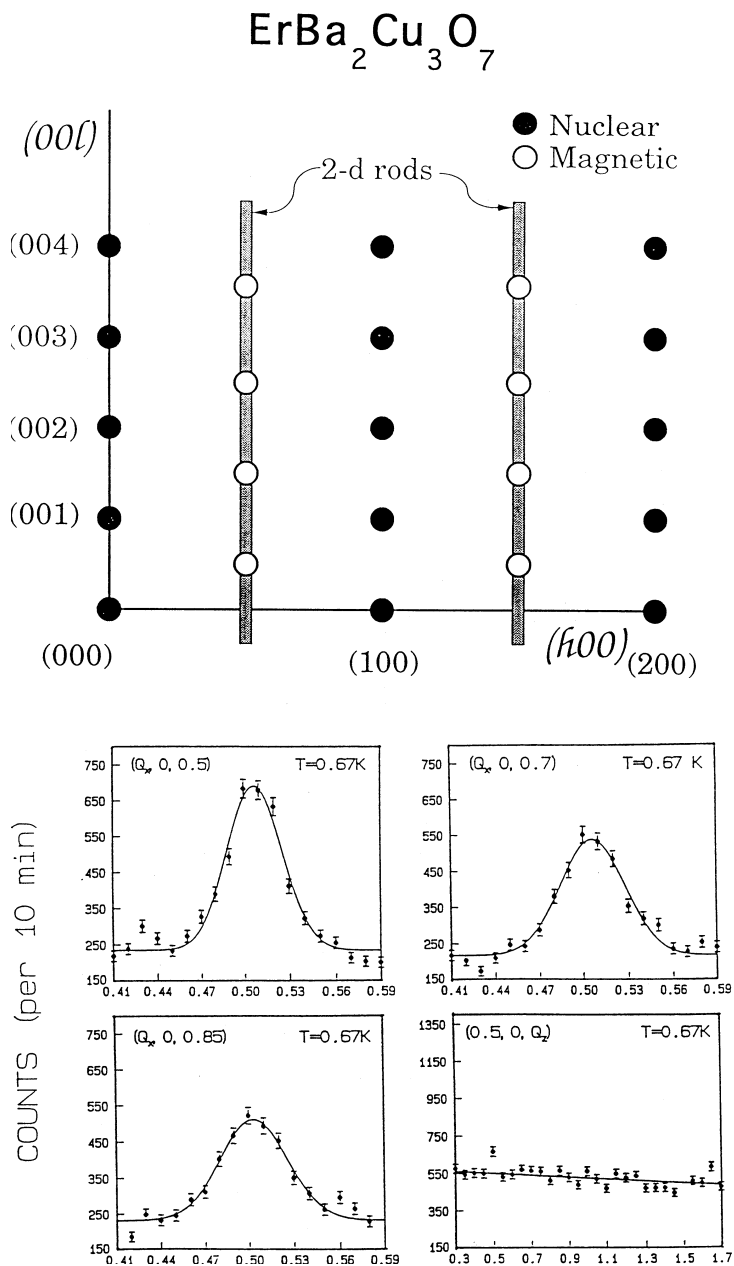 ErBa₂Cu₃O₇
(00l)
Nuclear
Magnetic
2-d rods
(004)
(003)
(002)
(001)
(000)
(100)
(h00)
(200)
COUNTS (per 10 min)
(Qₓ, 0, 0.5) T=0.67K
750
650
550
450
350
250
150
0.41 0.44 0.47 0.50 0.53 0.56 0.59
(Qₓ, 0, 0.7) T=0.67 K
750
650
550
450
350
250
150
0.41 0.44 0.47 0.50 0.53 0.56 0.59
(Qₓ, 0, 0.85) T=0.67K
750
650
550
450
350
250
150
0.41 0.44 0.47 0.50 0.53 0.56 0.59
(0.5, 0, Q_z) T=0.67K
1350
1150
950
750
550
350
150
0.3 0.5 0.7 0.9 1.1 1.3 1.5 1.7